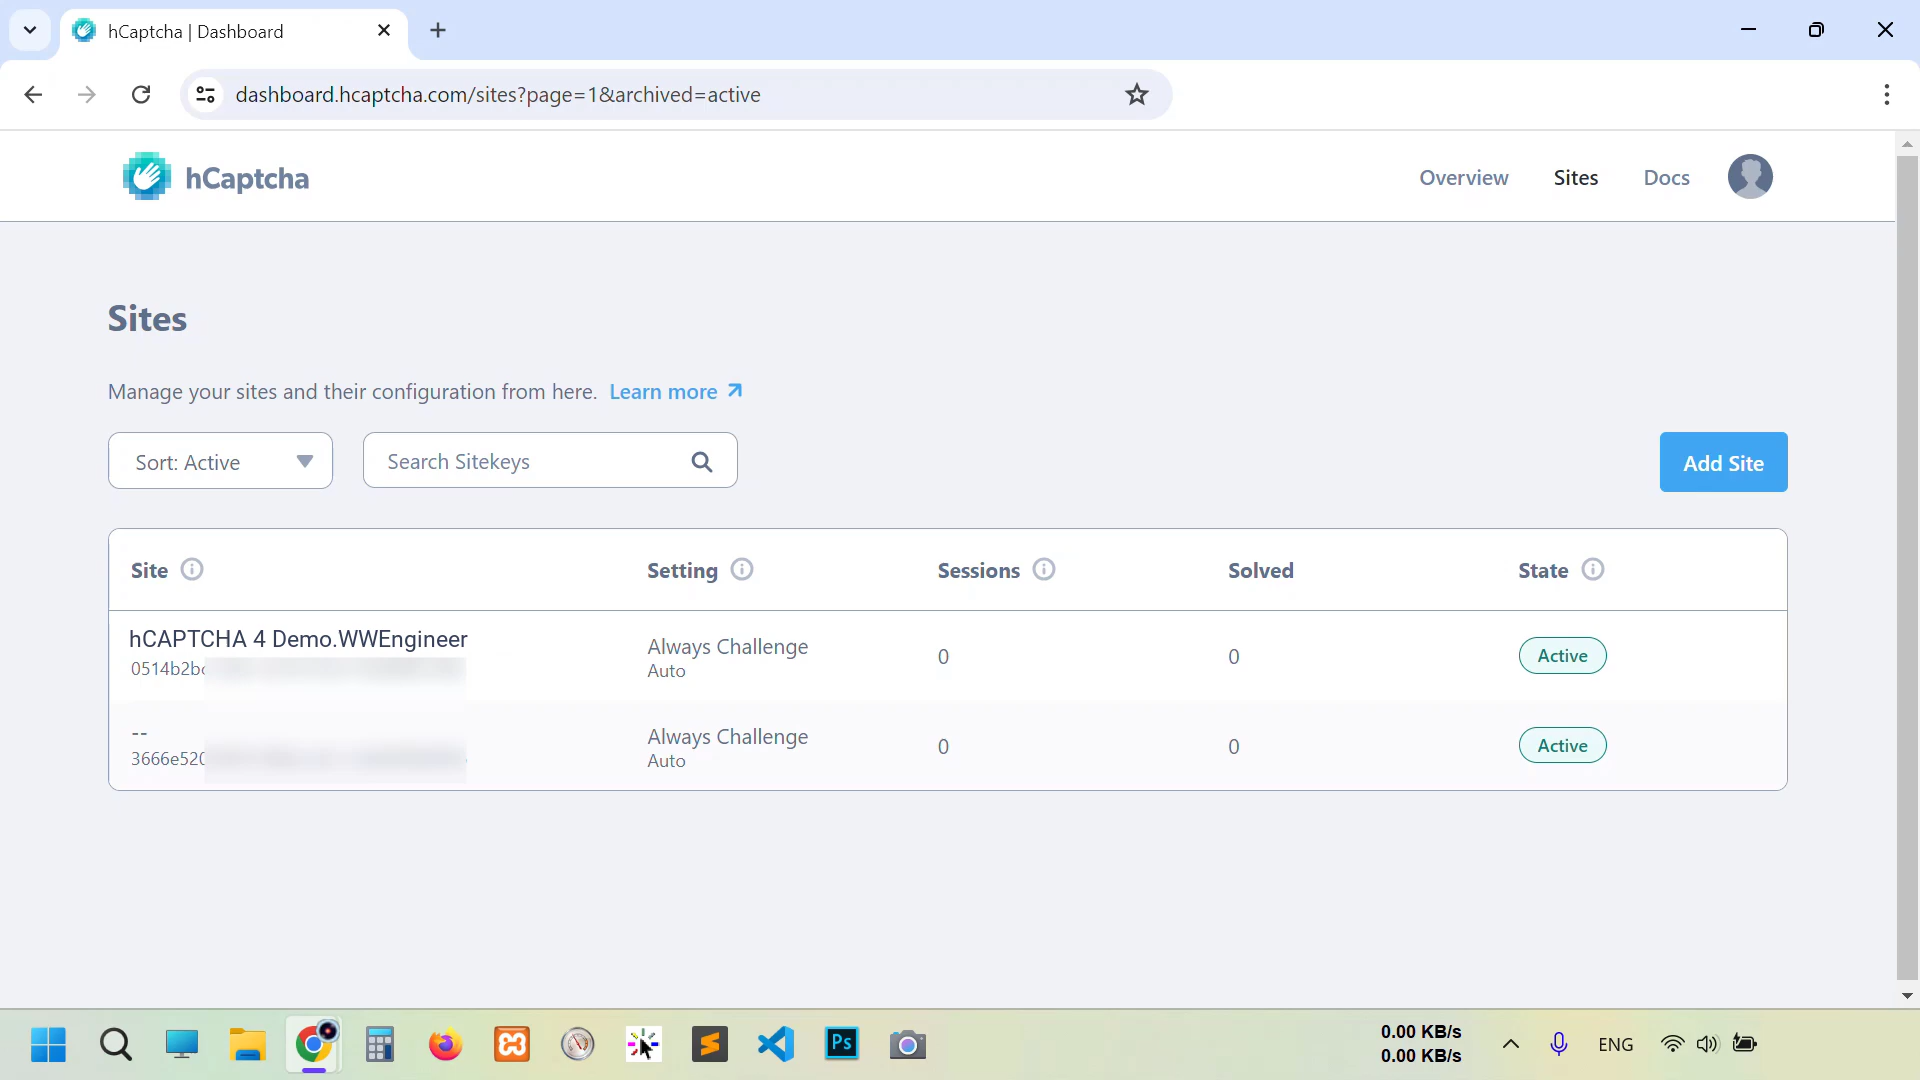 hCaptcha | Dashboard
dashboard.hcaptcha.com/sites?page=1&archived=active
hCaptcha
Overview
Sites
Docs
Sites
Manage your sites and their configuration from here. Learn more
Sort: Active
Search Sitekeys
Add Site
Site
Setting
Sessions
Solved
State
hCAPTCHA 4 Demo.WWEngineer
0514b2b
Always Challenge
Auto
0
0
Active
--
3666e520
Always Challenge
Auto
0
0
Active
Ps
0.00 KB/s
0.00 KB/s
ENG